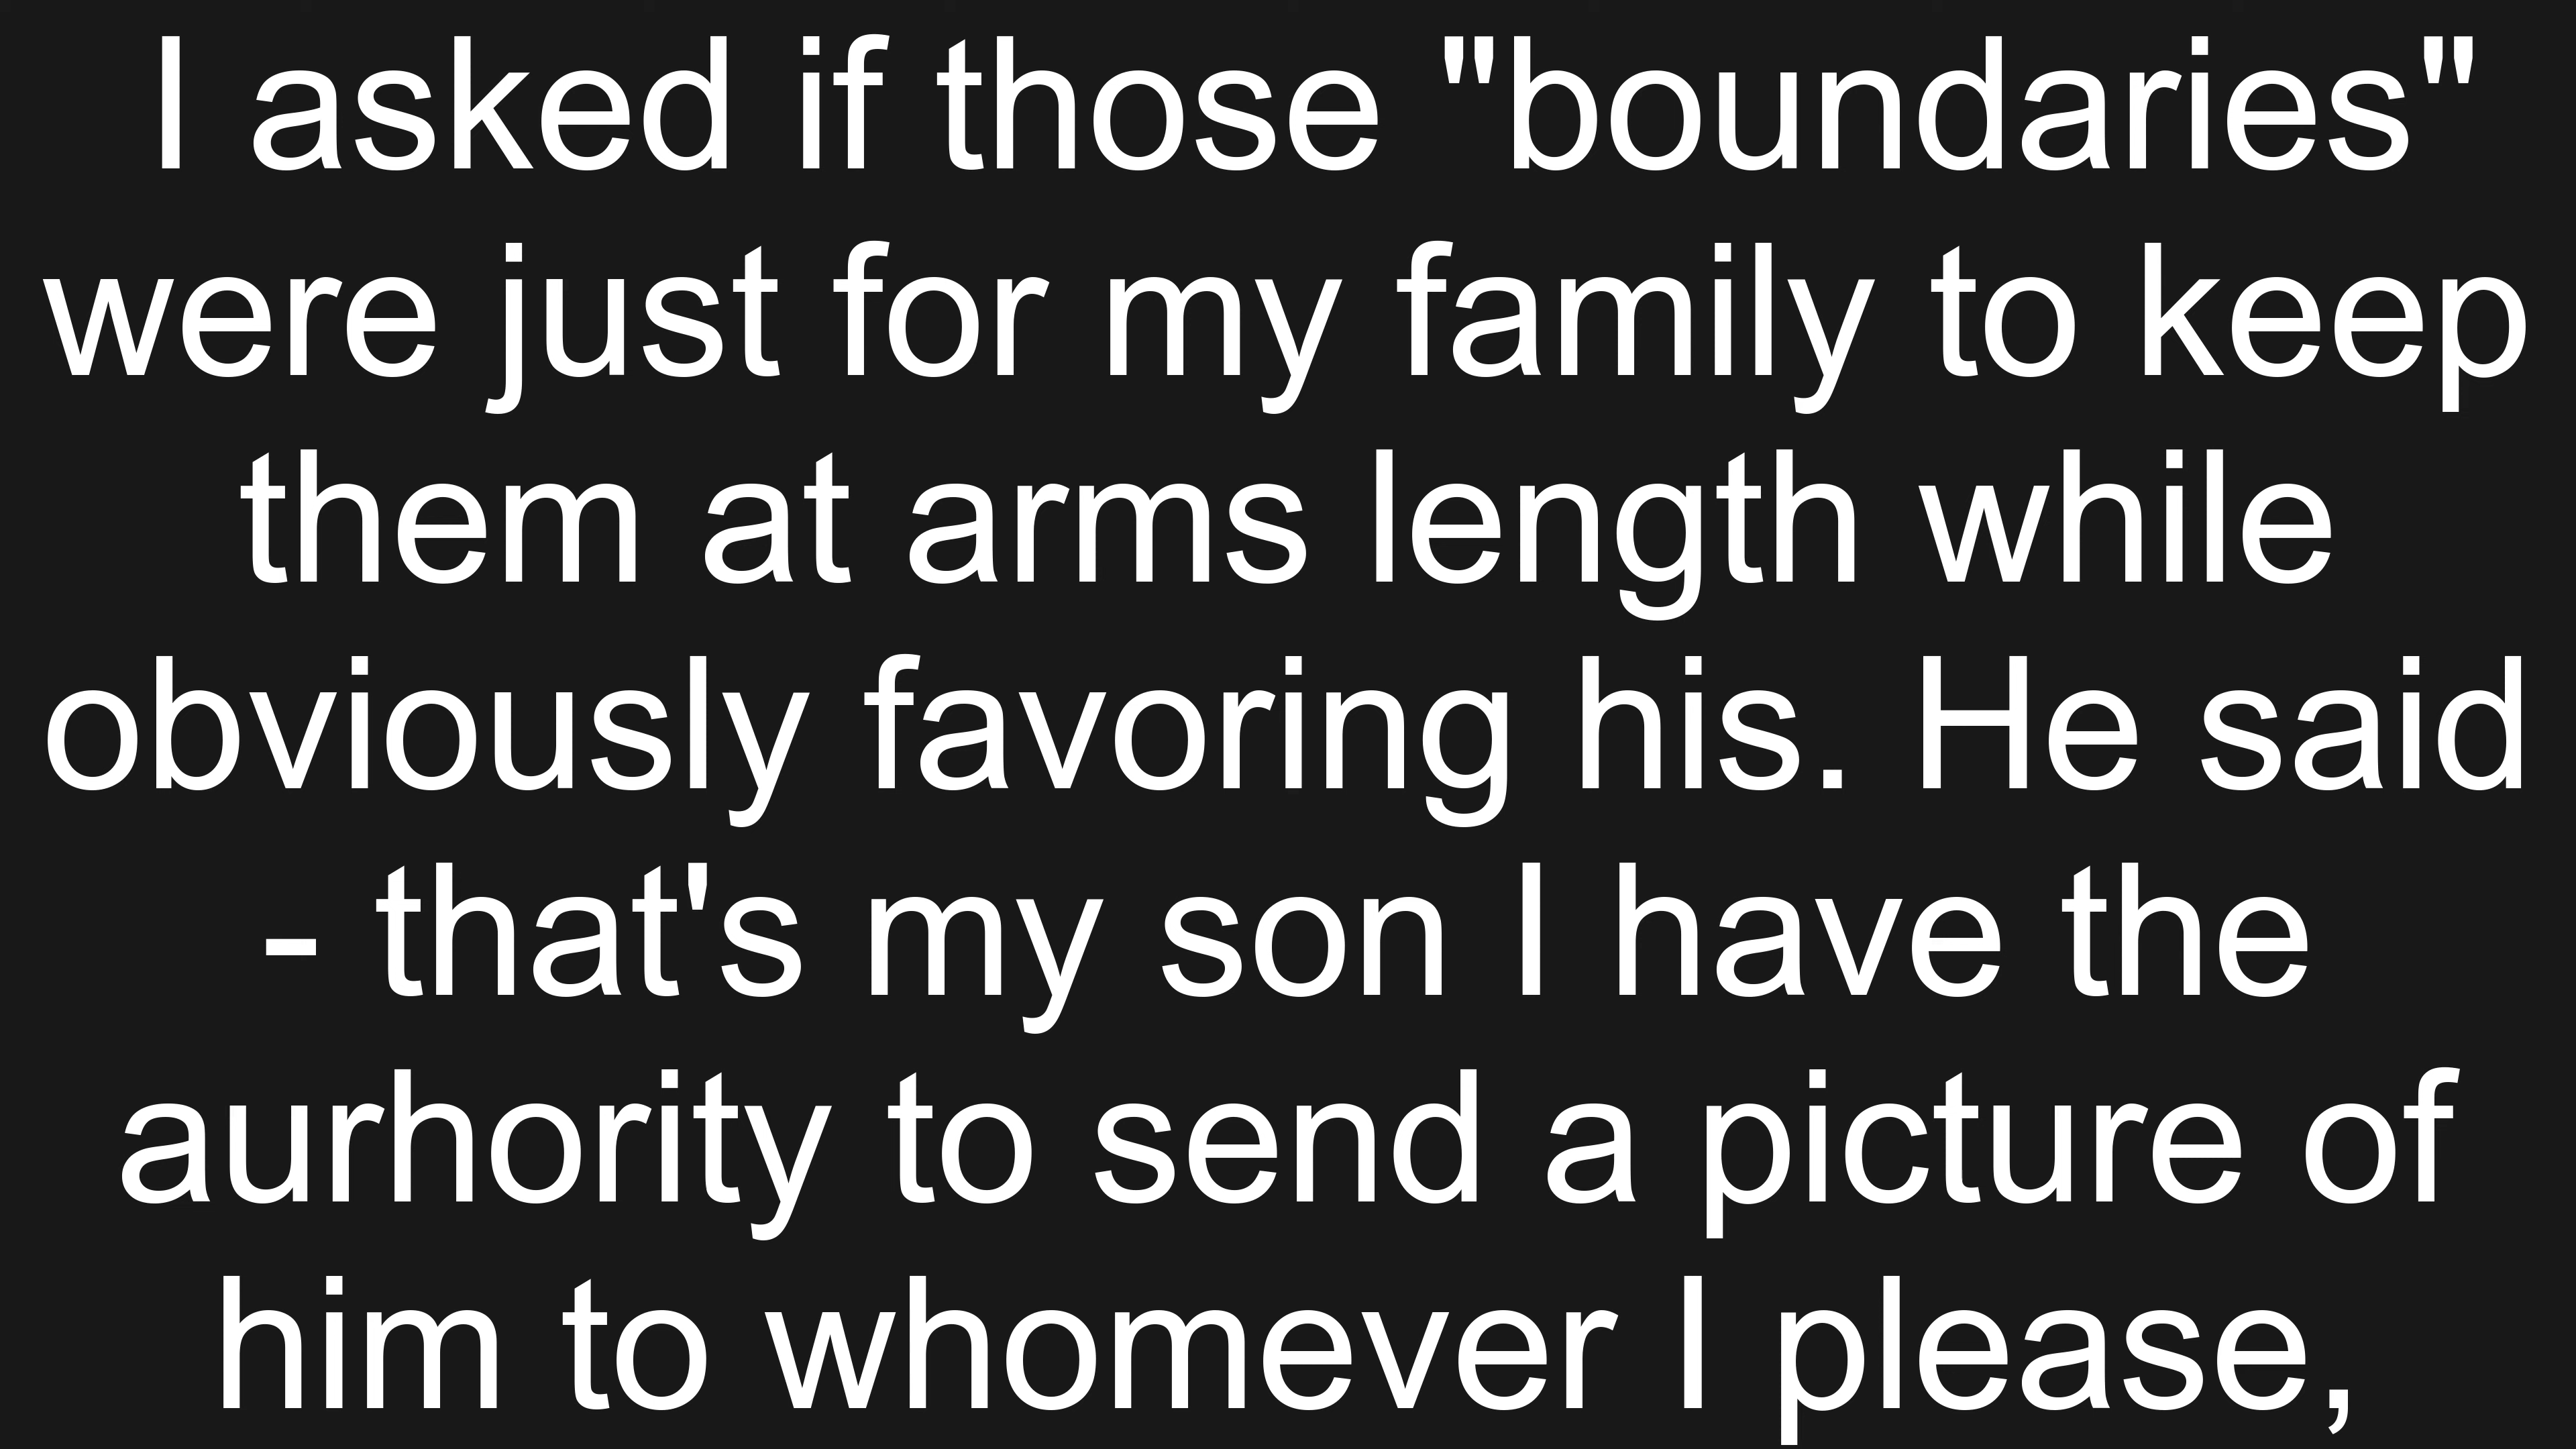 I asked if those "boundaries"
were just for my family to keep
them at arms length while
obviously favoring his. He said
- that's my son I have the
aurhority to send a picture of
him to whomever I please,